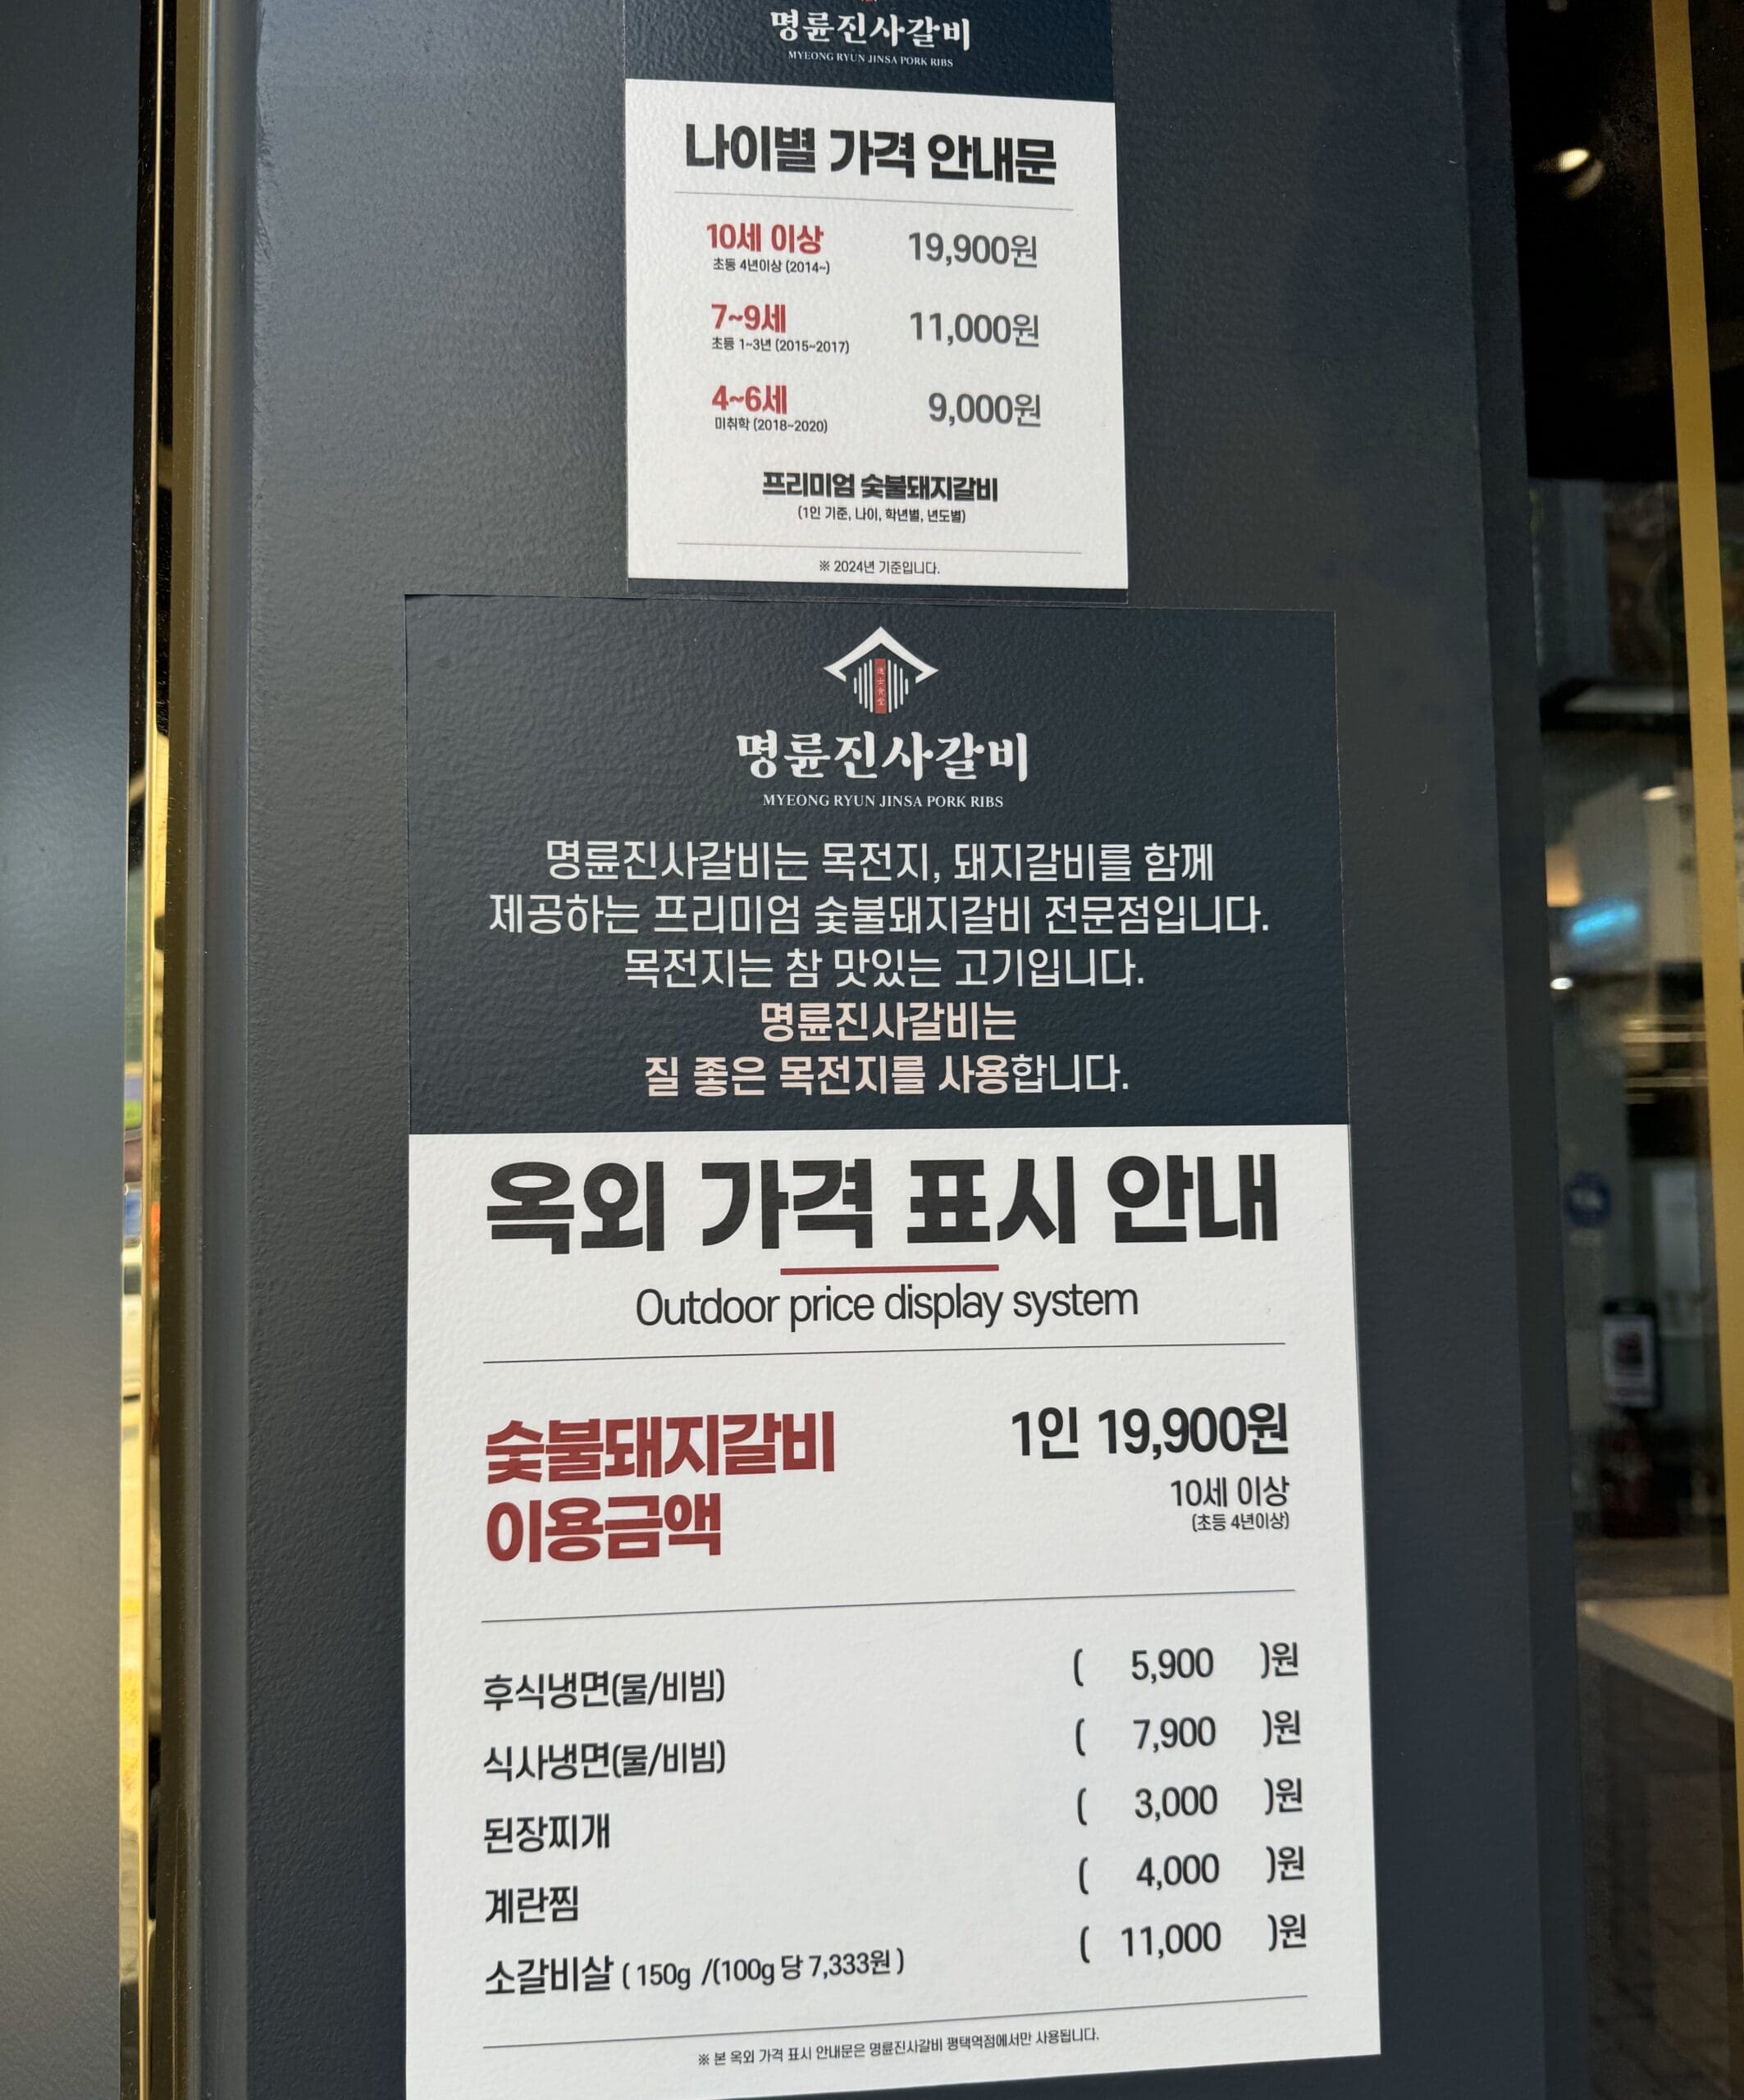 명륜진사갈비
MYEONG RYUN JINSA PORK RIBS
나이별 가격 안내문
10세 이상 19,900원
초등 4년이상 (2014~)
7~9세 11,000원
초등 1~3년 (2015~2017)
4~6세 9,000원
미취학 (2018~2020)
프리미엄 숯불돼지갈비
(1인 기준, 나이, 학년별, 년도별)
※ 2024년 기준입니다.
명륜진사갈비
MYEONG RYUN JINSA PORK RIBS
명륜진사갈비는 목전지, 돼지갈비를 함께
제공하는 프리미엄 숯불돼지갈비 전문점입니다.
목전지는 참 맛있는 고기입니다.
명륜진사갈비는
질 좋은 목전지를 사용합니다.
옥외 가격 표시 안내
Outdoor price display system
숯불돼지갈비 1인 19,900원
이용금액 10세 이상
(초등 4년이상)
후식냉면(물/비빔) ( 5,900 )원
식사냉면(물/비빔) ( 7,900 )원
된장찌개 ( 3,000 )원
계란찜 ( 4,000 )원
소갈비살 ( 150g /(100g 당 7,333원 ) ( 11,000 )원
※ 본 옥외 가격 표시 안내문은 명륜진사갈비 평택역점에서만 사용됩니다.